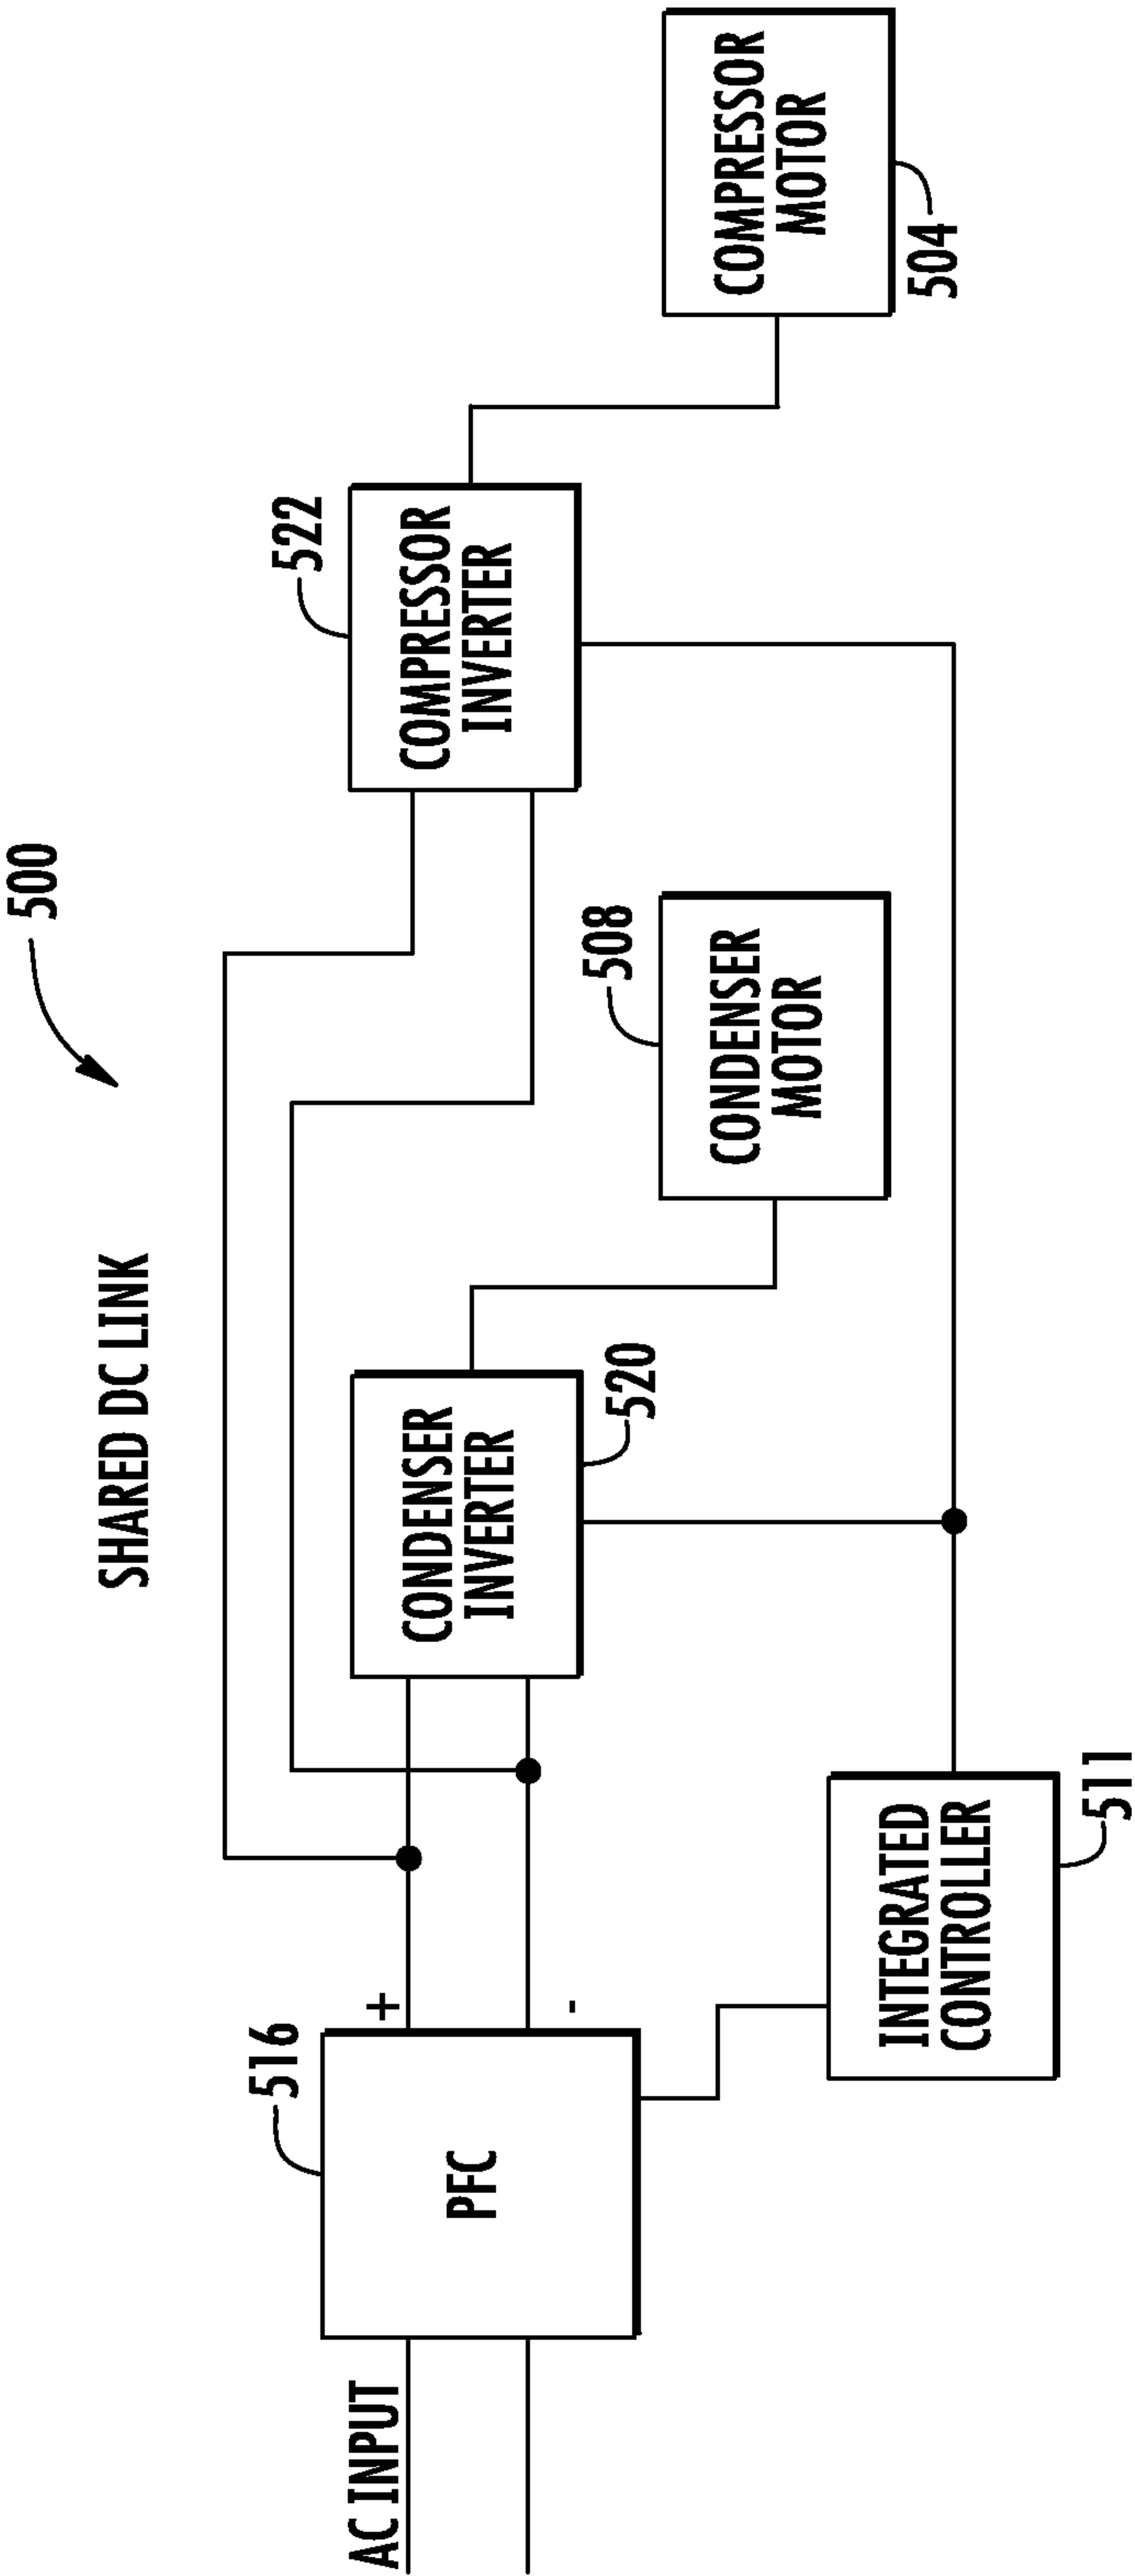 500
SHARED DC LINK
522
COMPRESSOR
INVERTER
516
AC INPUT
+
-
PFC
CONDENSER
INVERTER
520
508
CONDENSER
MOTOR
COMPRESSOR
MOTOR
504
INTEGRATED
CONTROLLER
511